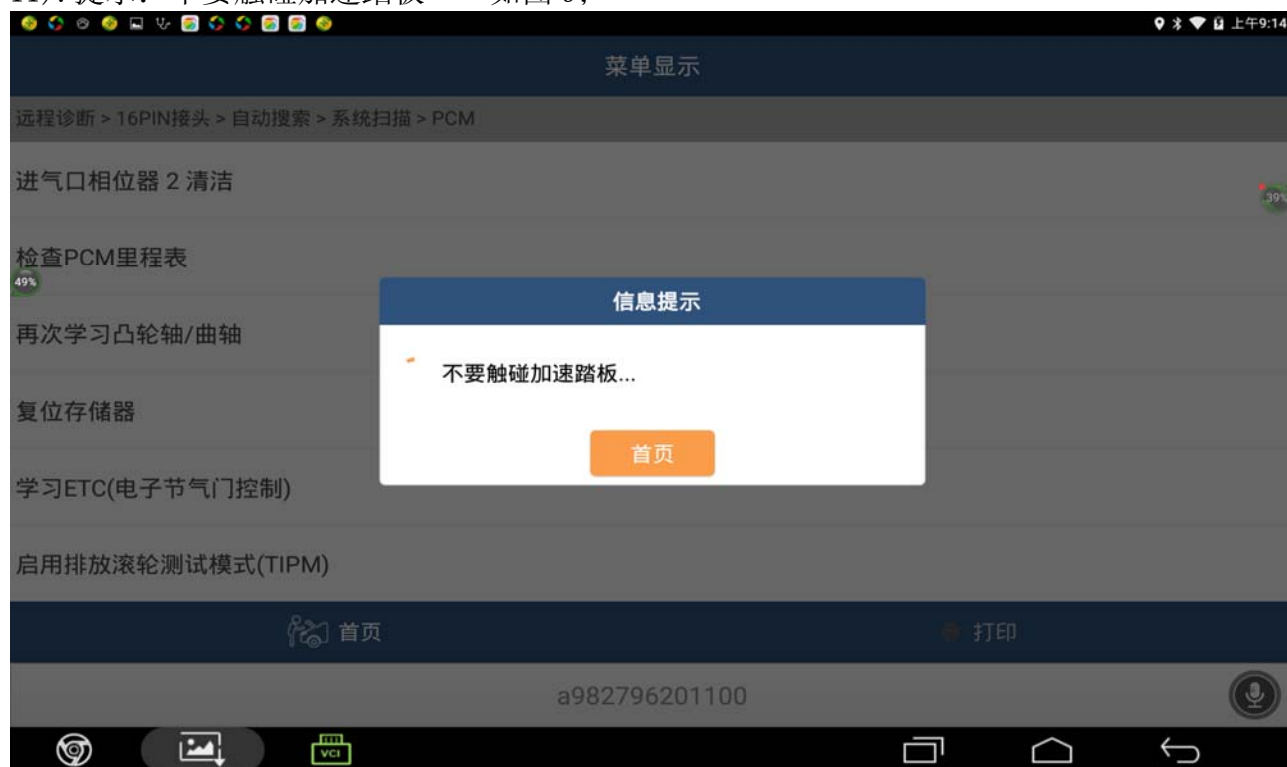 上午9:14
菜单显示
远程诊断 > 16PIN接头 > 自动搜索 > 系统扫描 > PCM
进气口相位器 2 清洁
39%
检查PCM里程表
49%
信息提示
再次学习凸轮轴/曲轴
不要触碰加速踏板...
复位存储器
首页
学习ETC(电子节气门控制)
启用排放滚轮测试模式(TIPM)
首页
打印
a982796201100
VCI